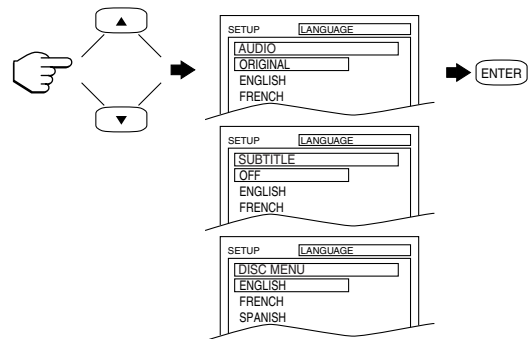 SETUP LANGUAGE
AUDIO
ORIGINAL
ENGLISH
FRENCH
ENTER
SETUP LANGUAGE
SUBTITLE
OFF
ENGLISH
FRENCH
SETUP LANGUAGE
DISC MENU
ENGLISH
FRENCH
SPANISH